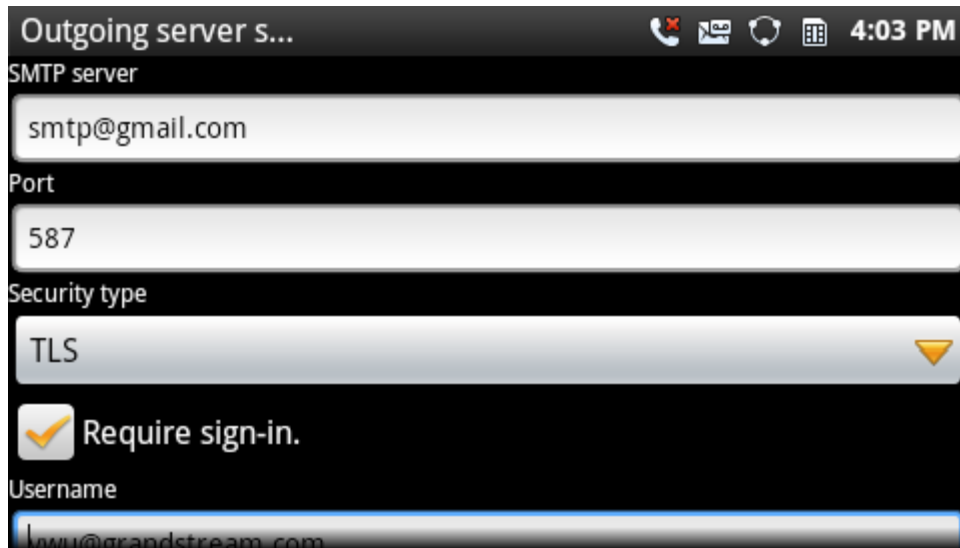 Outgoing server s...
4:03 PM
SMTP server
smtp@gmail.com
Port
587
Security type
TLS
Require sign-in.
Username